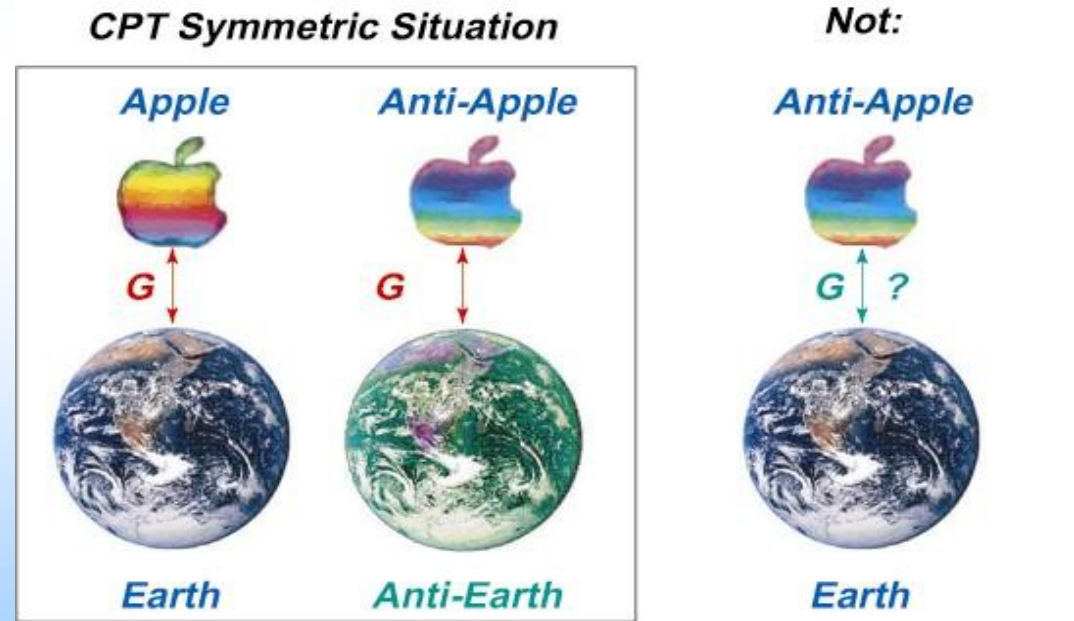 CPT Symmetric Situation
Not:
Apple
Anti-Apple
Anti-Apple
G
G
G ?
Earth
Anti-Earth
Earth